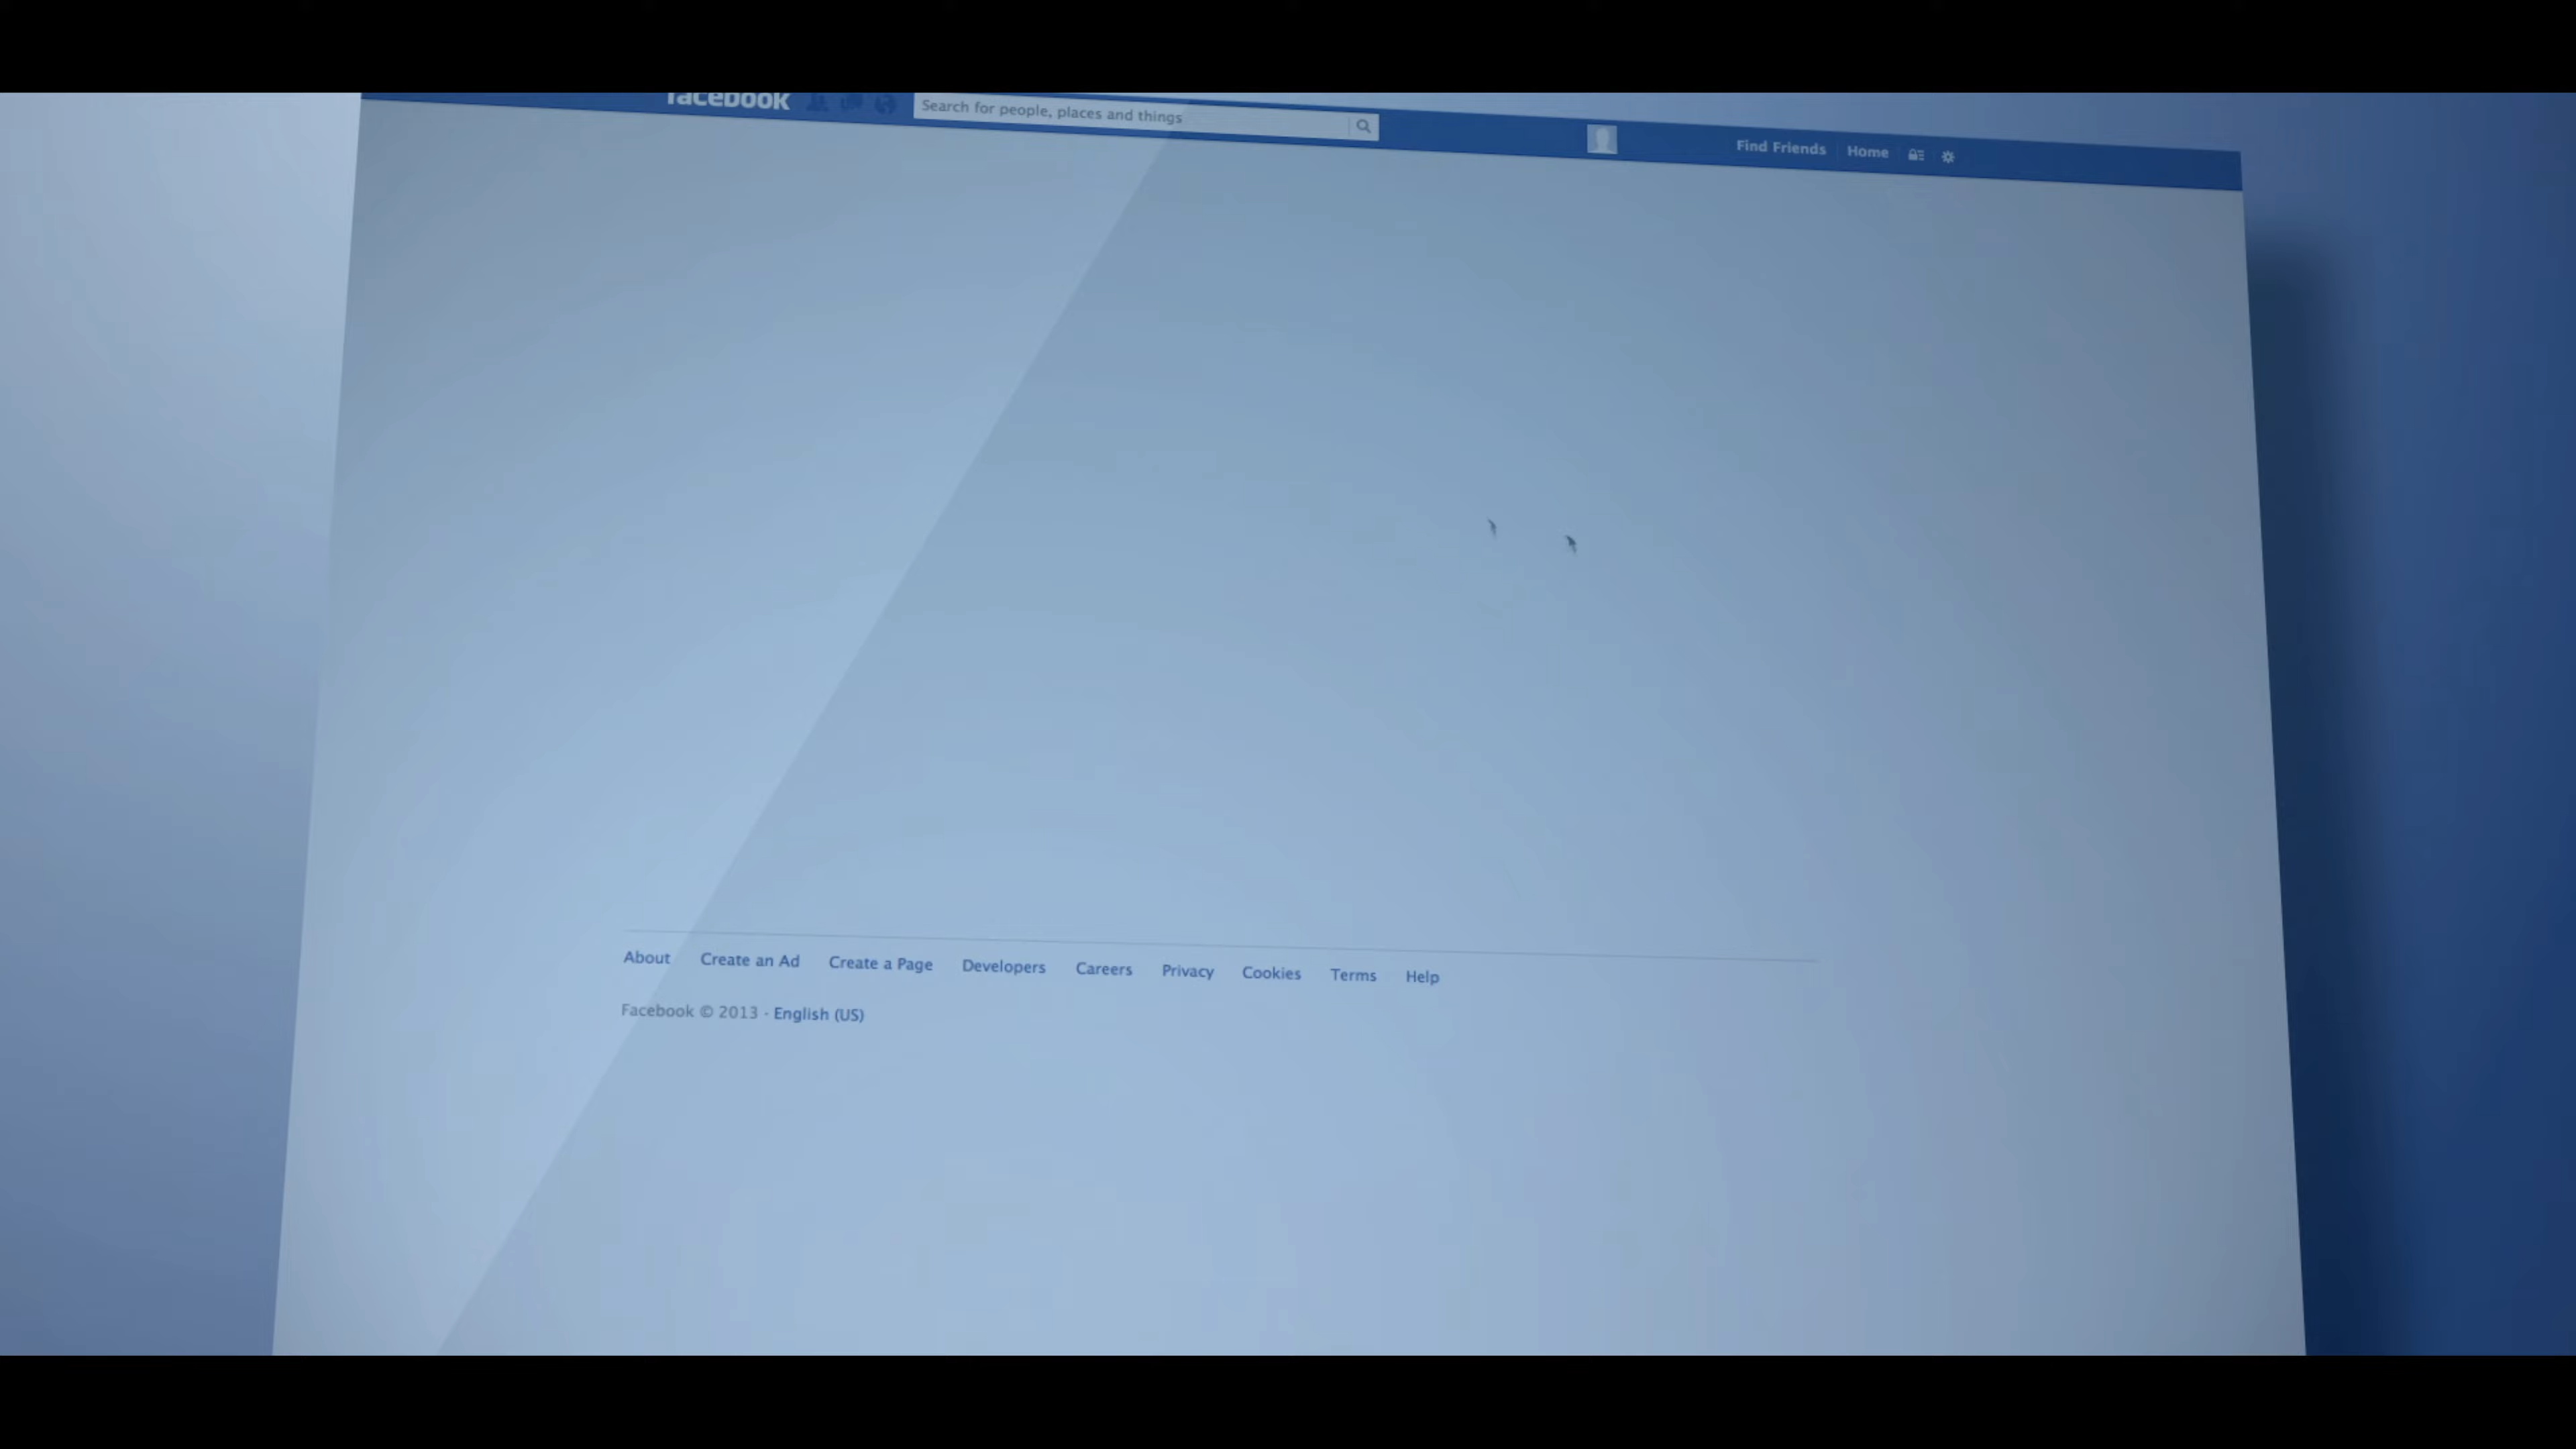 facebook
Search for people, places and things
Find Friends Home
About Create an Ad Create a Page Developers Careers Privacy Cookies Terms Help
Facebook © 2013 · English (US)